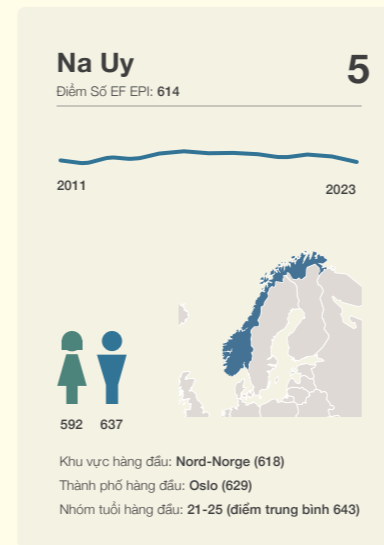 Na Uy
5
Điểm Số EF EPI: 614
2011
2023
592 637
Khu vực hàng đầu: Nord-Norge (618)
Thành phố hàng đầu: Oslo (629)
Nhóm tuổi hàng đầu: 21-25 (điểm trung bình 643)